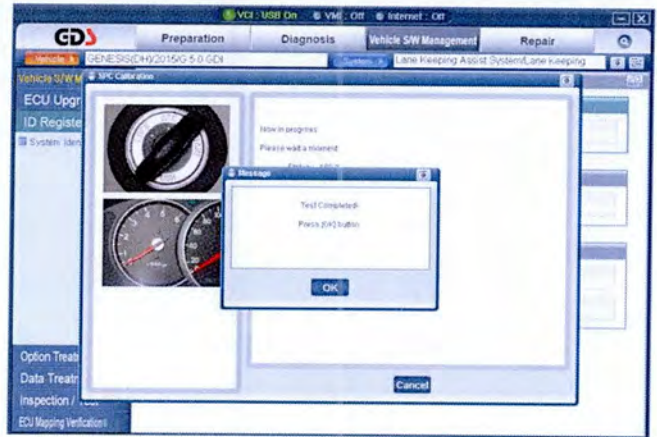 VCI : USB On VMI : Off Internet : Off
GDS
Preparation Diagnosis Vehicle S/W Management Repair
Vehicle GENESIS(DH)/2015/G 5.0 GDI System Lane Keeping Assist System/Lane Keeping
Vehicle S/W M
SPC Calibration
ECU Upgr
ID Registe
System Iden
Now in progress
Please wait a moment.
Message
Test Completed!
Press [OK] button.
OK
Option Treat
Data Treatm
Inspection /
ECU Mapping Verification
Cancel